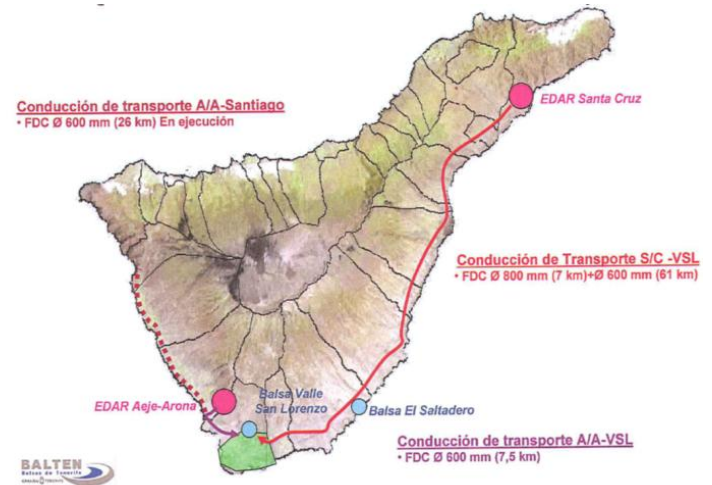 Conducción de transporte A/A-Santiago
• FDC Ø 600 mm (26 km) En ejecución
EDAR Santa Cruz
Conducción de Transporte S/C -VSL
• FDC Ø 800 mm (7 km)+Ø 600 mm (61 km)
EDAR Aeje-Arona
Balsa Valle
San Lorenzo
Balsa El Saltadero
Conducción de transporte A/A-VSL
• FDC Ø 600 mm (7,5 km)
BALTEN
Balsas de Tenerife